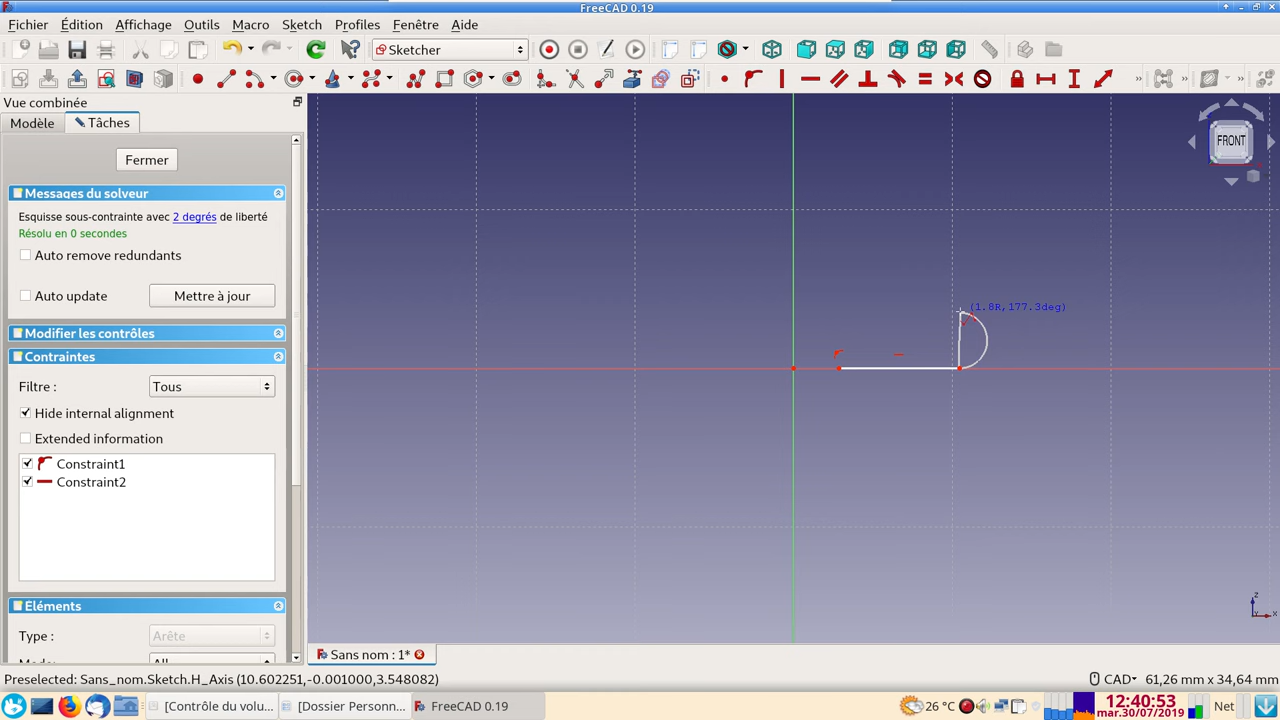 FreeCAD 0.19
Fichier Édition Affichage Outils Macro Sketch Profiles Fenêtre Aide
Sketcher
Vue combinée
Modèle Tâches
Fermer
Messages du solveur
Esquisse sous-contrainte avec 2 degrés de liberté
Résolu en 0 secondes
Auto remove redundants
Auto update Mettre à jour
Modifier les contrôles
Contraintes
Filtre : Tous
Hide internal alignment
Extended information
Constraint1
Constraint2
Éléments
Type : Arête
(1.8R,177.3deg)
FRONT
z
x
Sans nom : 1*
Preselected: Sans_nom.Sketch.H_Axis (10.602251,-0.001000,3.548082)
CAD 61,26 mm x 34,64 mm
[Contrôle du volu... [Dossier Personn... FreeCAD 0.19
26 °C
12:40:53
mar.30/07/2019
Net